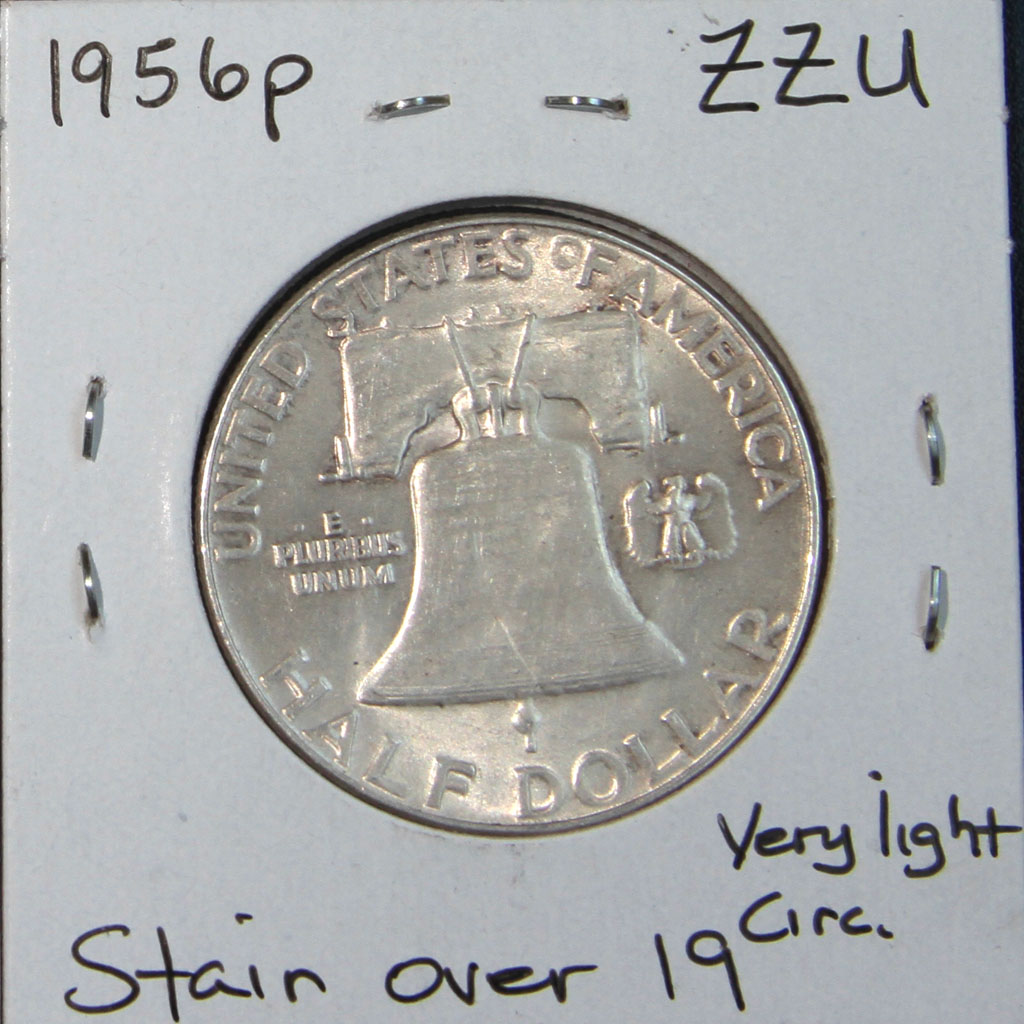 1956p ZZU
UNITED STATES OF AMERICA
E
PLURIBUS
UNUM
HALF DOLLAR
Very light
Circ.
Stain over 19